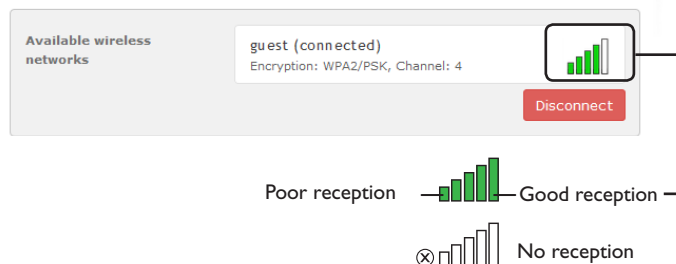 Available wireless networks
guest (connected)
Encryption: WPA2/PSK, Channel: 4
Disconnect
Poor reception
Good reception
No reception